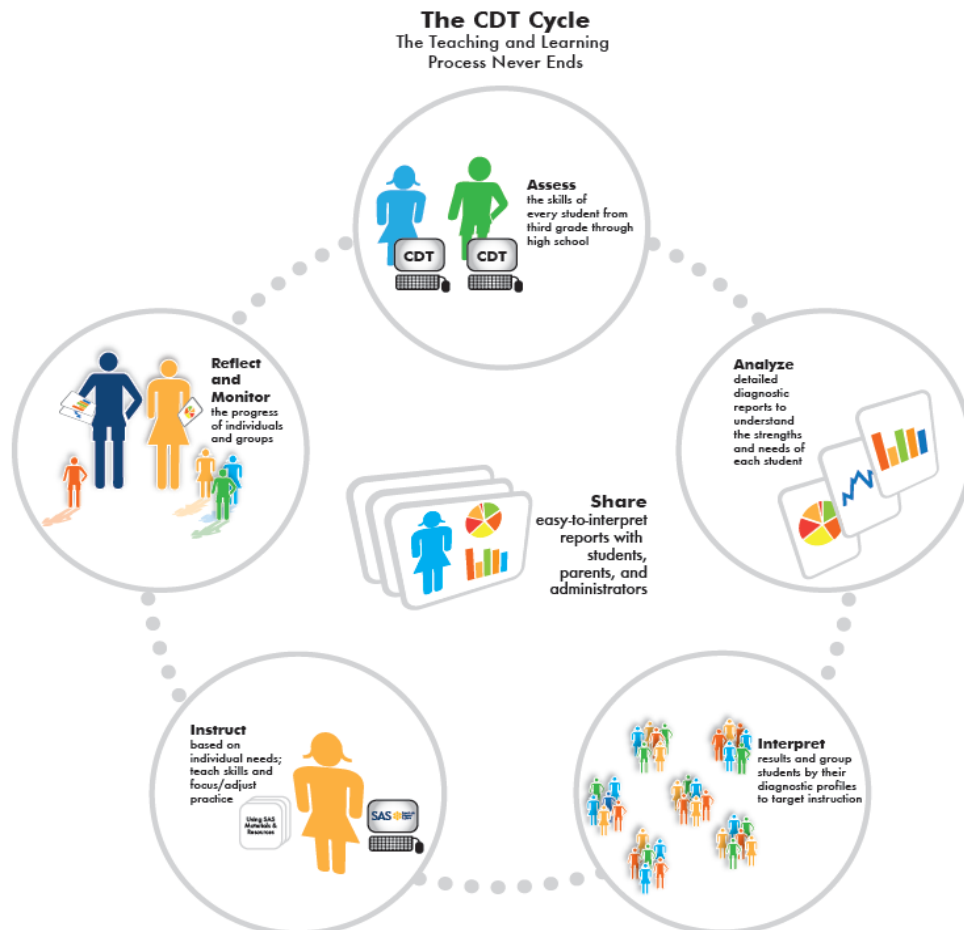 The CDT Cycle
The Teaching and Learning
Process Never Ends
Assess
the skills of
every student from
third grade through
high school
CDT
CDT
Analyze
detailed
diagnostic
reports to
understand
the strengths
and needs of
each student
Interpret
results and group
students by their
diagnostic profiles
to target instruction
Instruct
based on
individual needs;
teach skills and
focus/adjust
practice
Using SAS
Materials &
Resources
SAS
Reflect
and
Monitor
the progress
of individuals
and groups
Share
easy-to-interpret
reports with
students,
parents, and
administrators